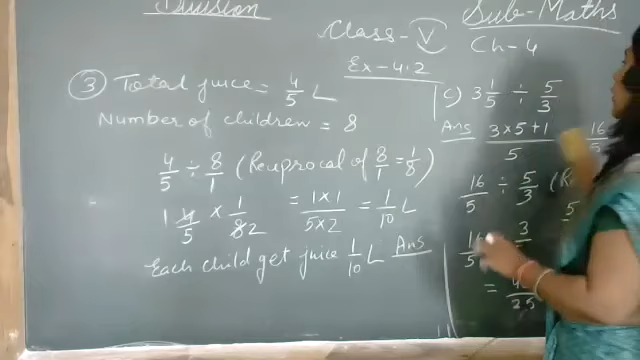 Division
Class - V
Sub - Maths
Ch - 4
Ex - 4.2
③ Total juice = 4/5 L
Number of children = 8
4/5 ÷ 8/1 (Reciprocal of 8/1 = 1/8)
1 4/5 × 1/8 2 = 1×1/5×2 = 1/10 L
Each child get juice 1/10 L Ans
c) 3 1/5 ÷ 5/3
Ans 3×5+1/5 16/5
16/5 ÷ 5/3